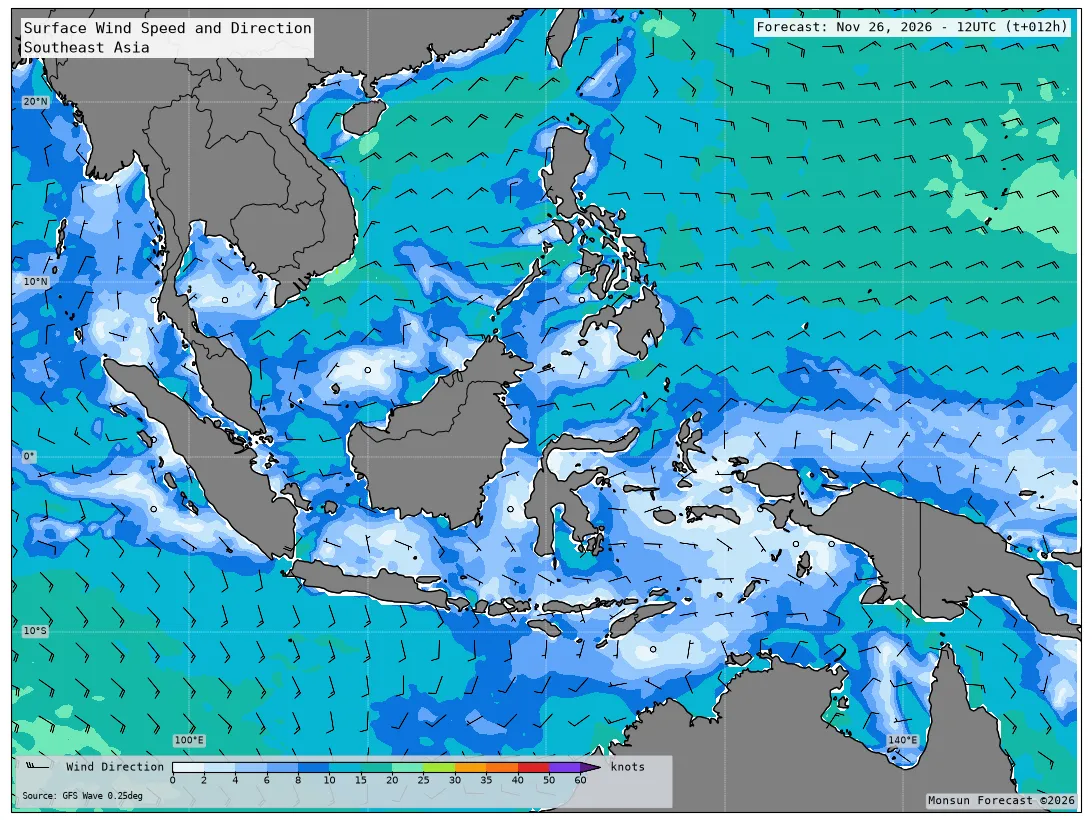 Surface Wind Speed and Direction
Southeast Asia
Forecast: Nov 26, 2026 - 12UTC (t+012h)
20°N
10°N
0°
10°S
100°E
140°E
Wind Direction
0 2 4 6 8 10 15 20 25 30 35 40 50 60 knots
Source: GFS Wave 0.25deg
Monsun Forecast ©2026